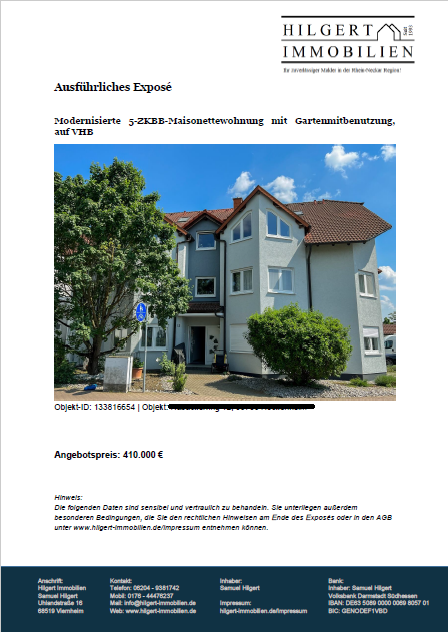 HILGERT
IMMOBILIEN
Ihr zuverlässiger Makler in der Rhein-Neckar Region!
Ausführliches Exposé
Modernisierte 5-ZKBB-Maisonettewohnung mit Gartenmitbenutzung,
auf VHB
Objekt-ID: 133816654 | Objekt:
Angebotspreis: 410.000 €
Hinweis:
Die folgenden Daten sind sensibel und vertraulich zu behandeln. Sie unterliegen außerdem
besonderen Bedingungen, die Sie den rechtlichen Hinweisen am Ende des Exposés oder in den AGB
unter www.hilgert-immobilien.de/impressum entnehmen können.
Anschrift:
Hilgert Immobilien
Samuel Hilgert
Uhlandstraße 16
68519 Viernheim
Kontakt:
Telefon: 06204 - 9381742
Mobil: 0176 - 44476237
Mail: info@hilgert-immobilien.de
Web: www.hilgert-immobilien.de
Inhaber:
Samuel Hilgert
Impressum:
hilgert-immobilien.de/impressum
Bank:
Inhaber: Samuel Hilgert
Volksbank Darmstadt Südhessen
IBAN: DE63 5089 0000 0069 8057 01
BIC: GENODEF1VBD